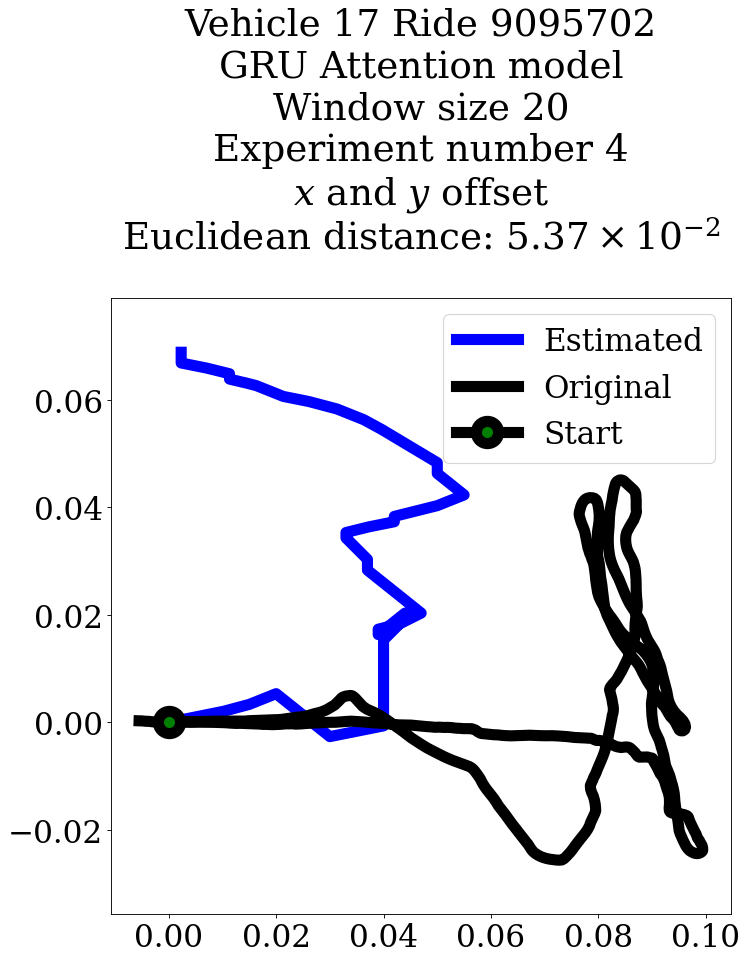 Vehicle 17 Ride 9095702
GRU Attention model
Window size 20
Experiment number 4
x and y offset
Euclidean distance: 5.37 × 10⁻²
Estimated
Original
Start
0.06
0.04
0.02
0.00
−0.02
0.00 0.02 0.04 0.06 0.08 0.10